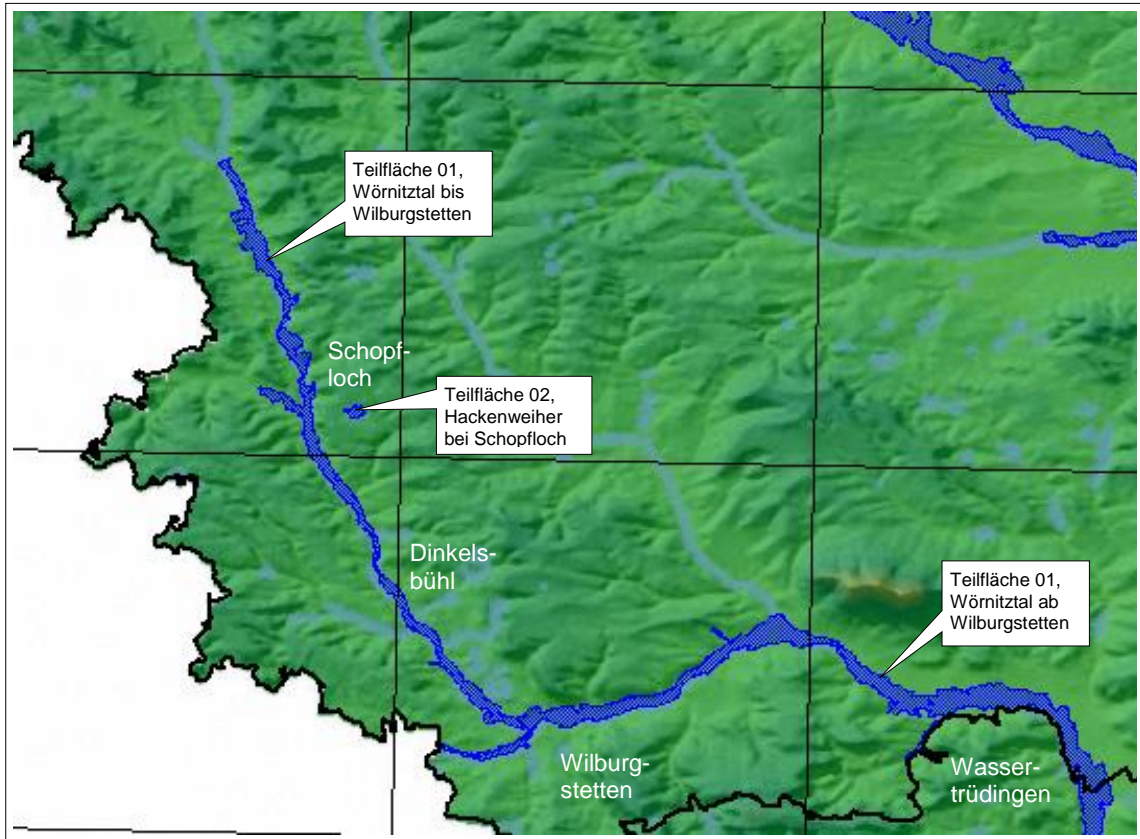 Teilfläche 01,
Wörnitztal bis
Wilburgstetten
Schopf-
loch
Teilfläche 02,
Hackenweiher
bei Schopfloch
Dinkels-
bühl
Teilfläche 01,
Wörnitztal ab
Wilburgstetten
Wilburg-
stetten
Wasser-
trüdingen